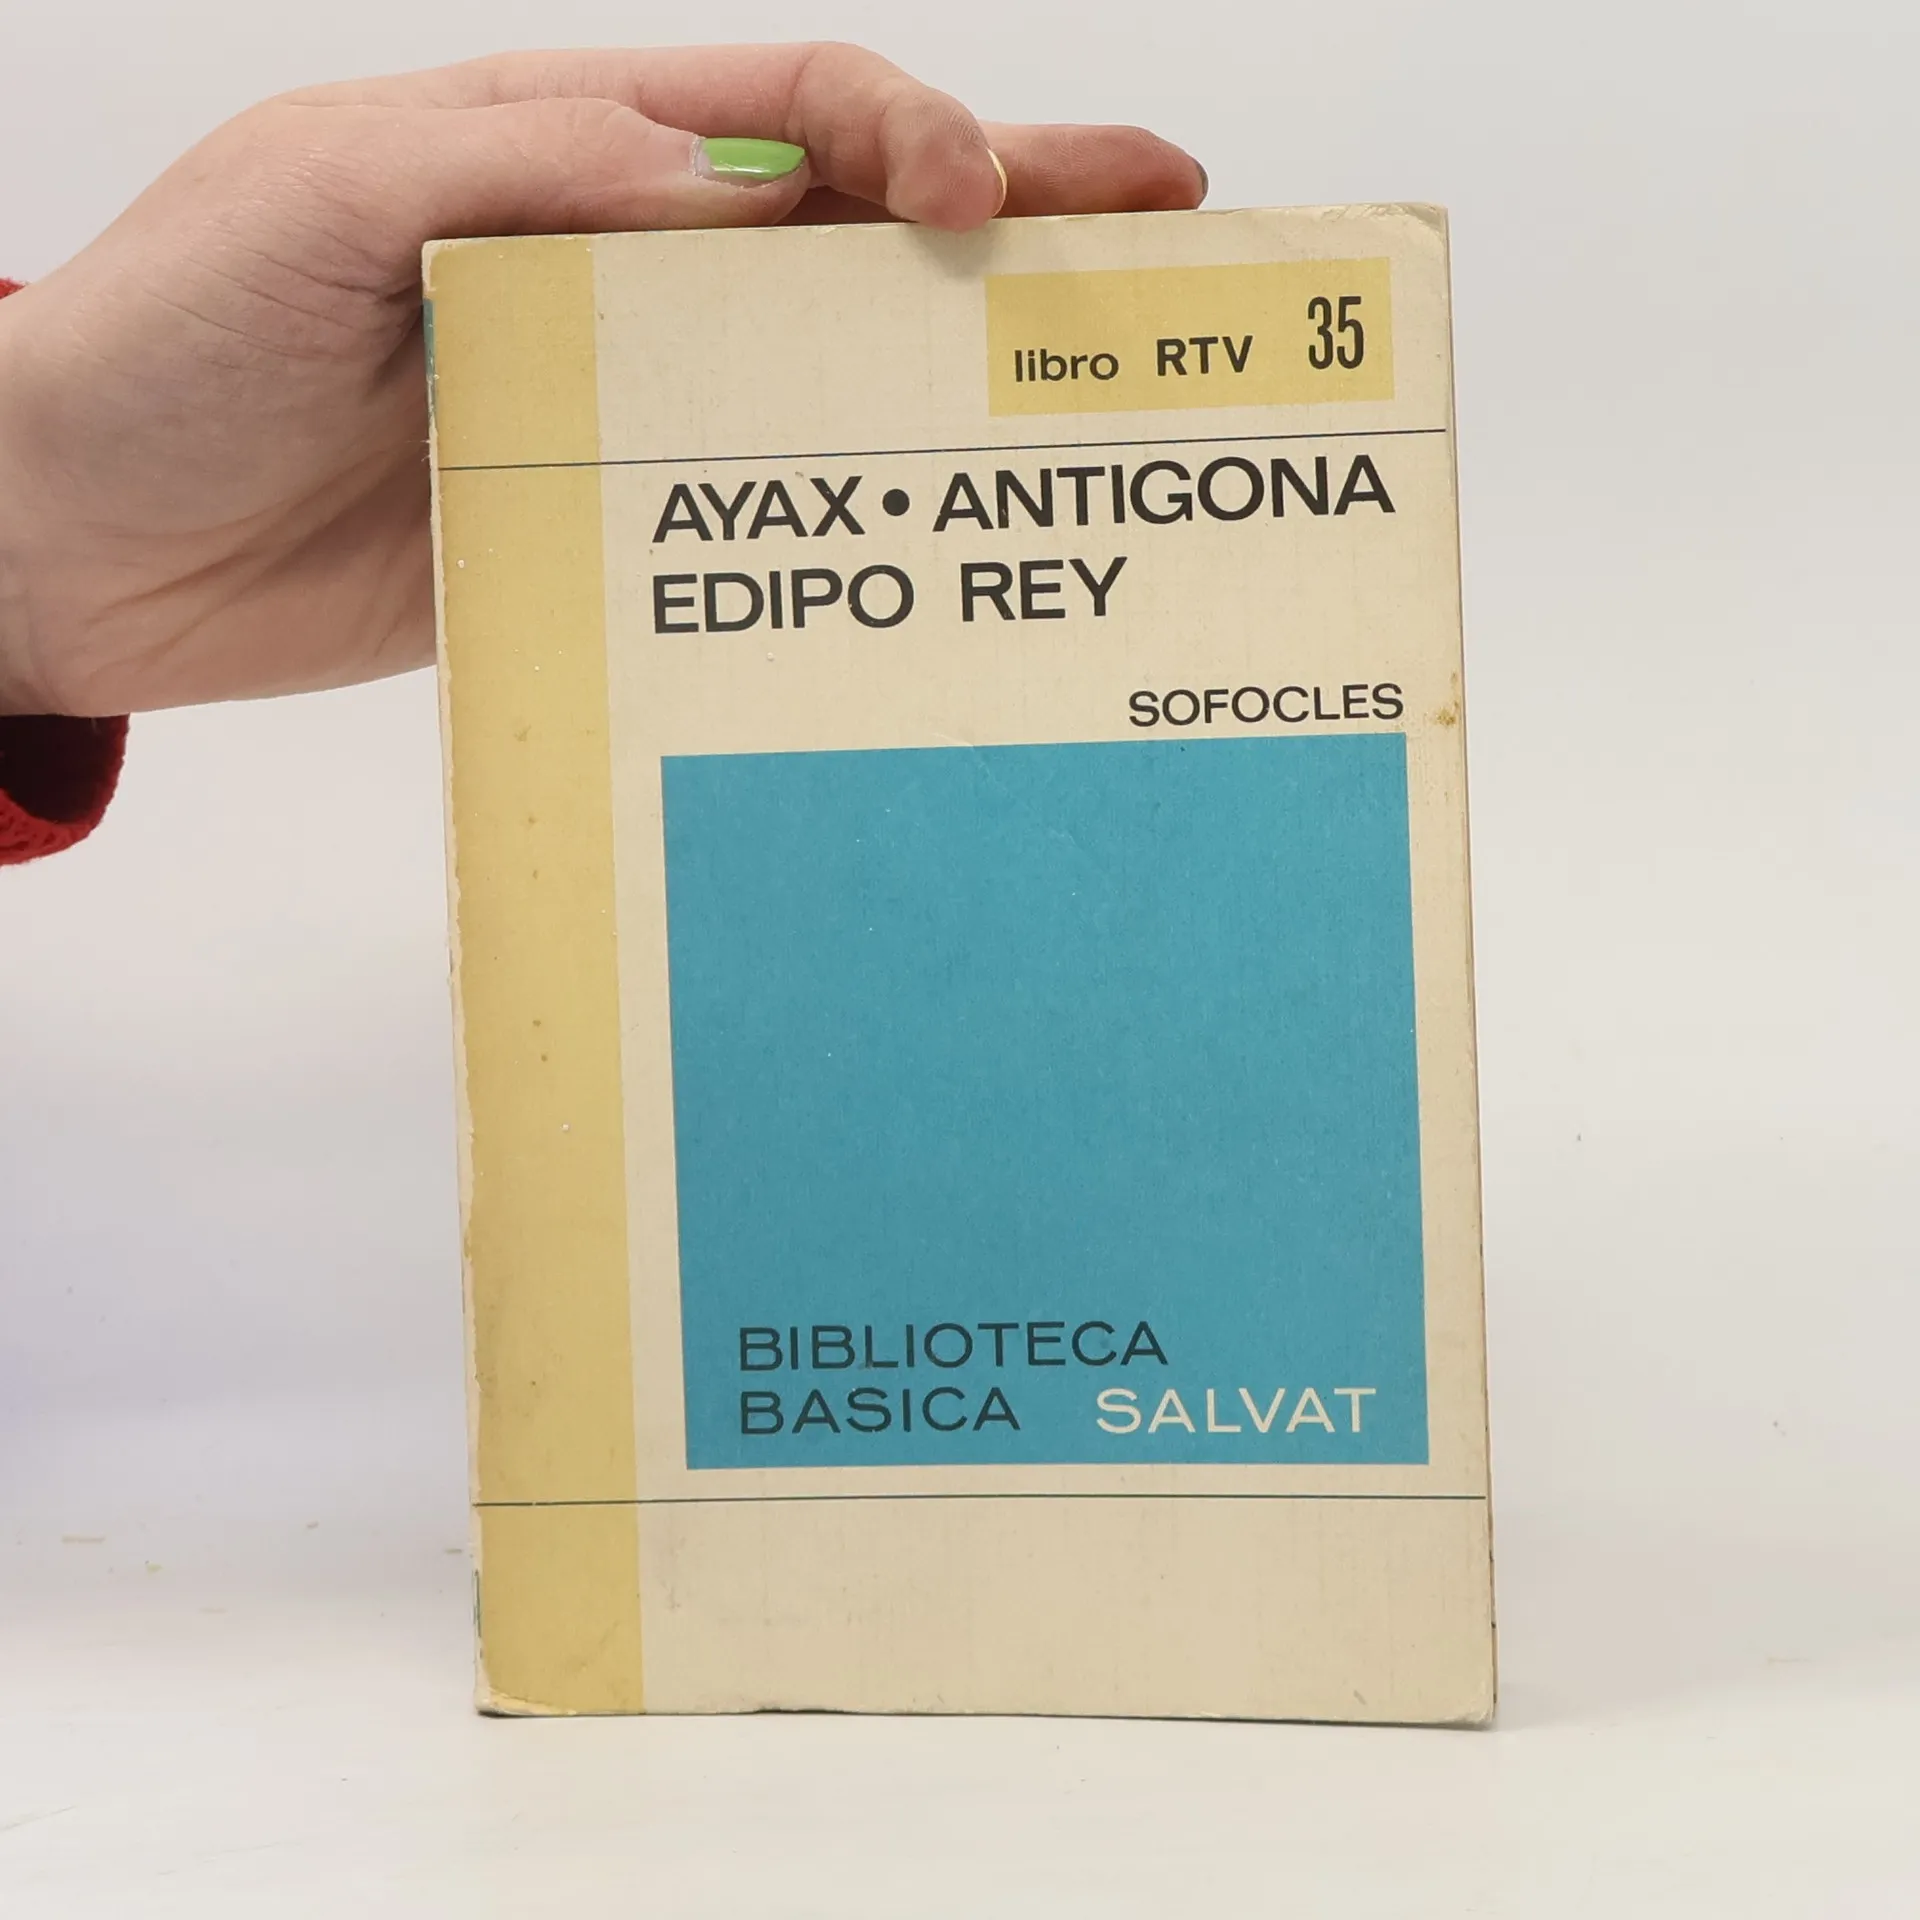 libro RTV 35
AYAX • ANTIGONA
EDIPO REY
SOFOCLES
BIBLIOTECA
BASICA SALVAT